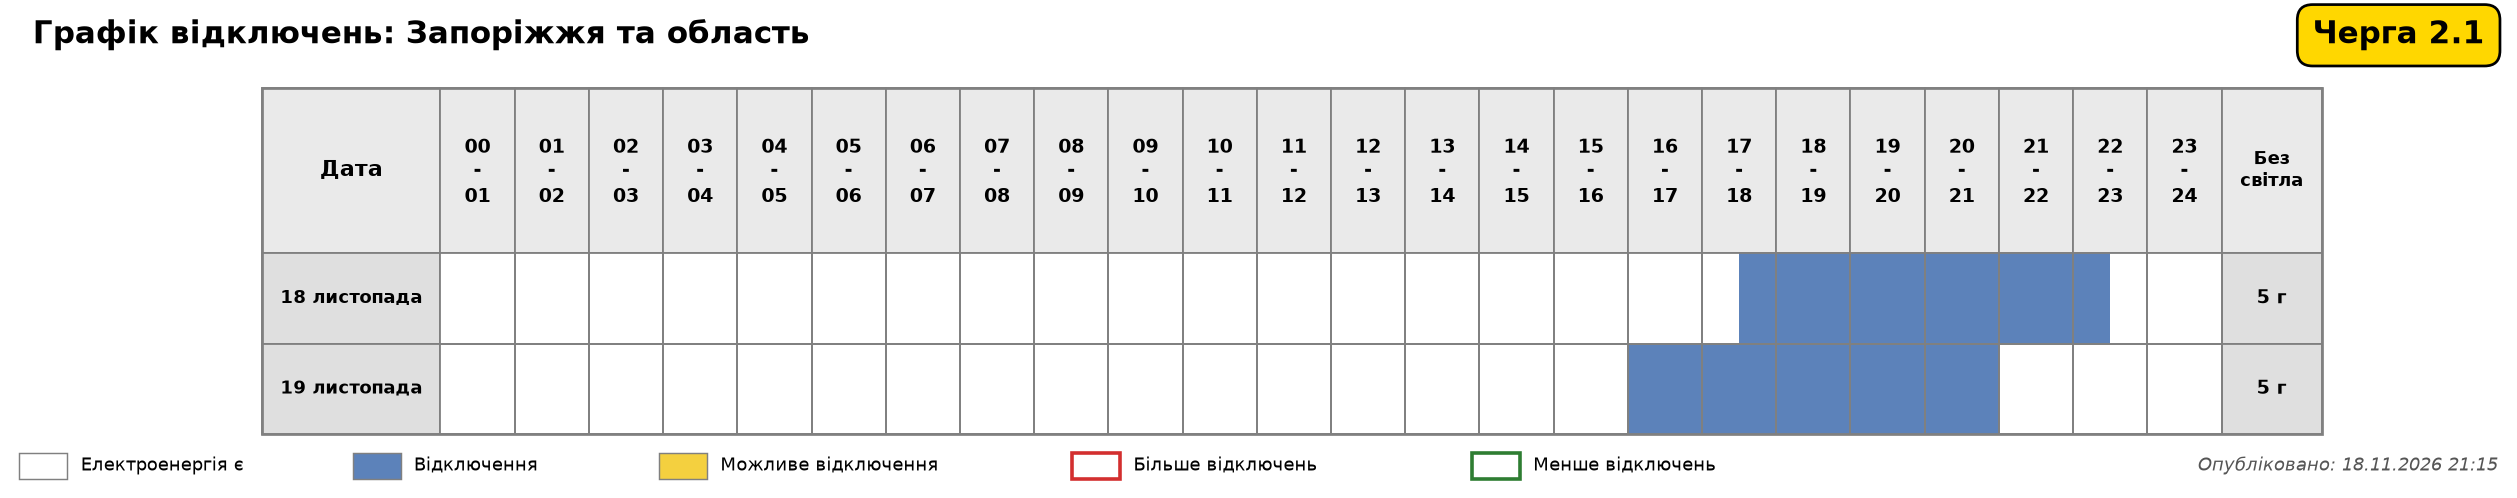 Графік відключень: Запоріжжя та область
Черга 2.1
Дата
00 - 01
01 - 02
02 - 03
03 - 04
04 - 05
05 - 06
06 - 07
07 - 08
08 - 09
09 - 10
10 - 11
11 - 12
12 - 13
13 - 14
14 - 15
15 - 16
16 - 17
17 - 18
18 - 19
19 - 20
20 - 21
21 - 22
22 - 23
23 - 24
Без
світла
18 листопада
5 г
19 листопада
5 г
Електроенергія є
Відключення
Можливе відключення
Більше відключень
Менше відключень
Опубліковано: 18.11.2026 21:15